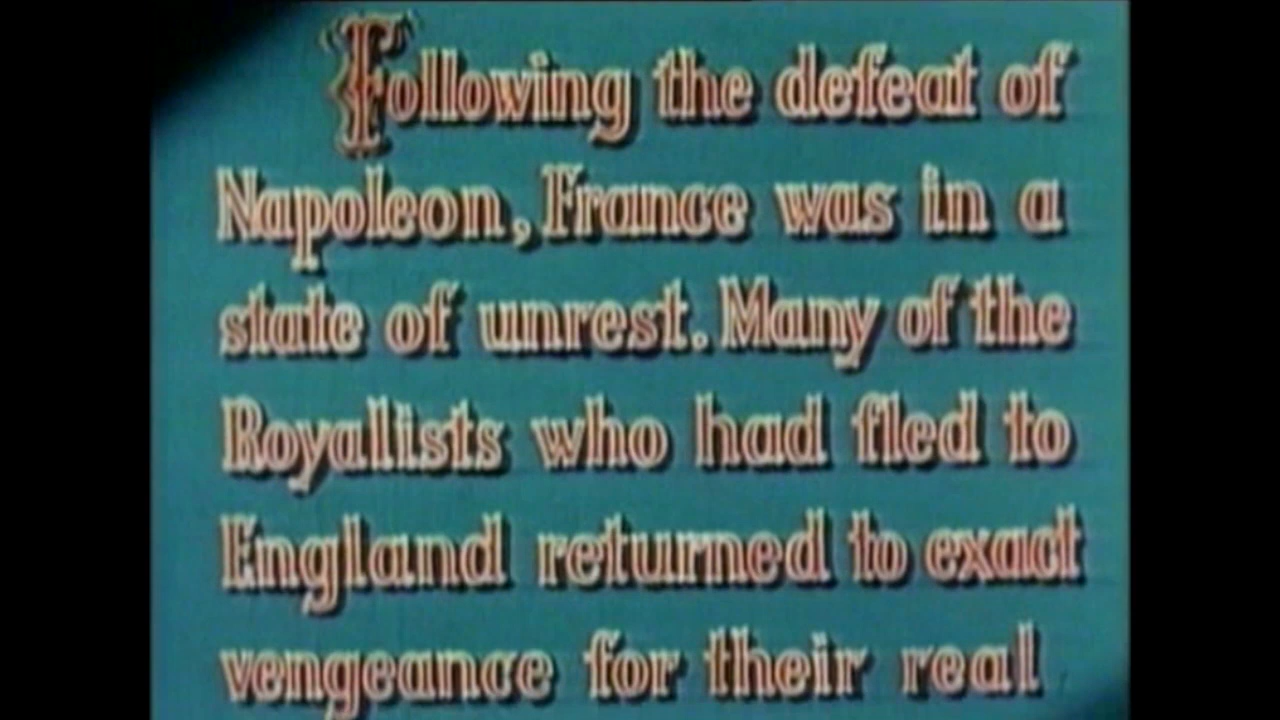 Following the defeat of
Napoleon, France was in a
state of unrest. Many of the
Royalists who had fled to
England returned to exact
vengeance for their real